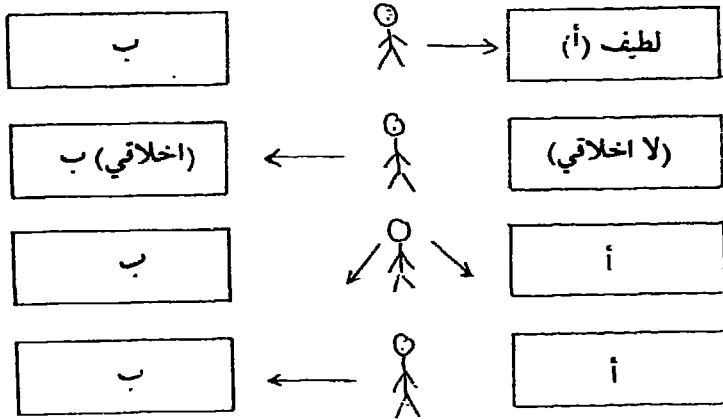 لطيف (أ) ب
(لا اخلاقي) (اخلاقي) ب
أ ب
أ ب